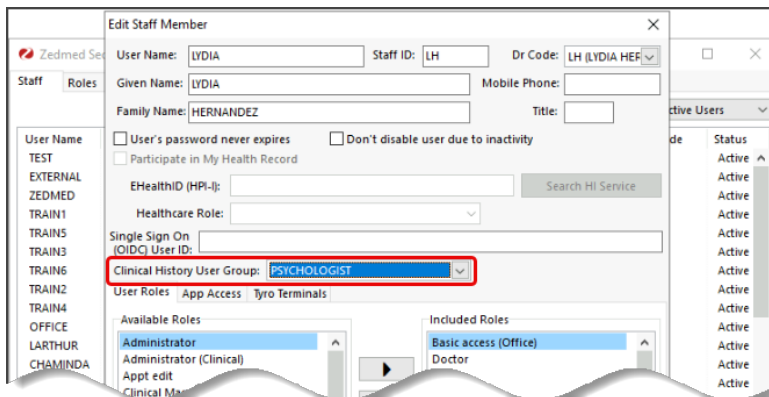 Edit Staff Member
Zedmed Sec
User Name: LYDIA Staff ID: LH Dr Code: LH (LYDIA HER
Staff Roles
Given Name: LYDIA Mobile Phone:
Family Name: HERNANDEZ Title:
ctive Users
User's password never expires Don't disable user due to inactivity
Participate in My Health Record
EHealthID (HPI-I): Search HI Service
Healthcare Role:
Single Sign On
(OIDC) User ID:
Clinical History User Group: PSYCHOLOGIST
User Roles App Access Tyro Terminals
Available Roles Included Roles
Administrator Basic access (Office)
Administrator (Clinical) Doctor
Appt edit
Clinical Ma
User Name
TEST
EXTERNAL
ZEDMED
TRAIN1
TRAIN5
TRAIN3
TRAIN6
TRAIN2
TRAIN4
OFFICE
LARTHUR
CHAMINDA
de Status
Active
Active
Active
Active
Active
Active
Active
Active
Active
Active
Active
Active
Active